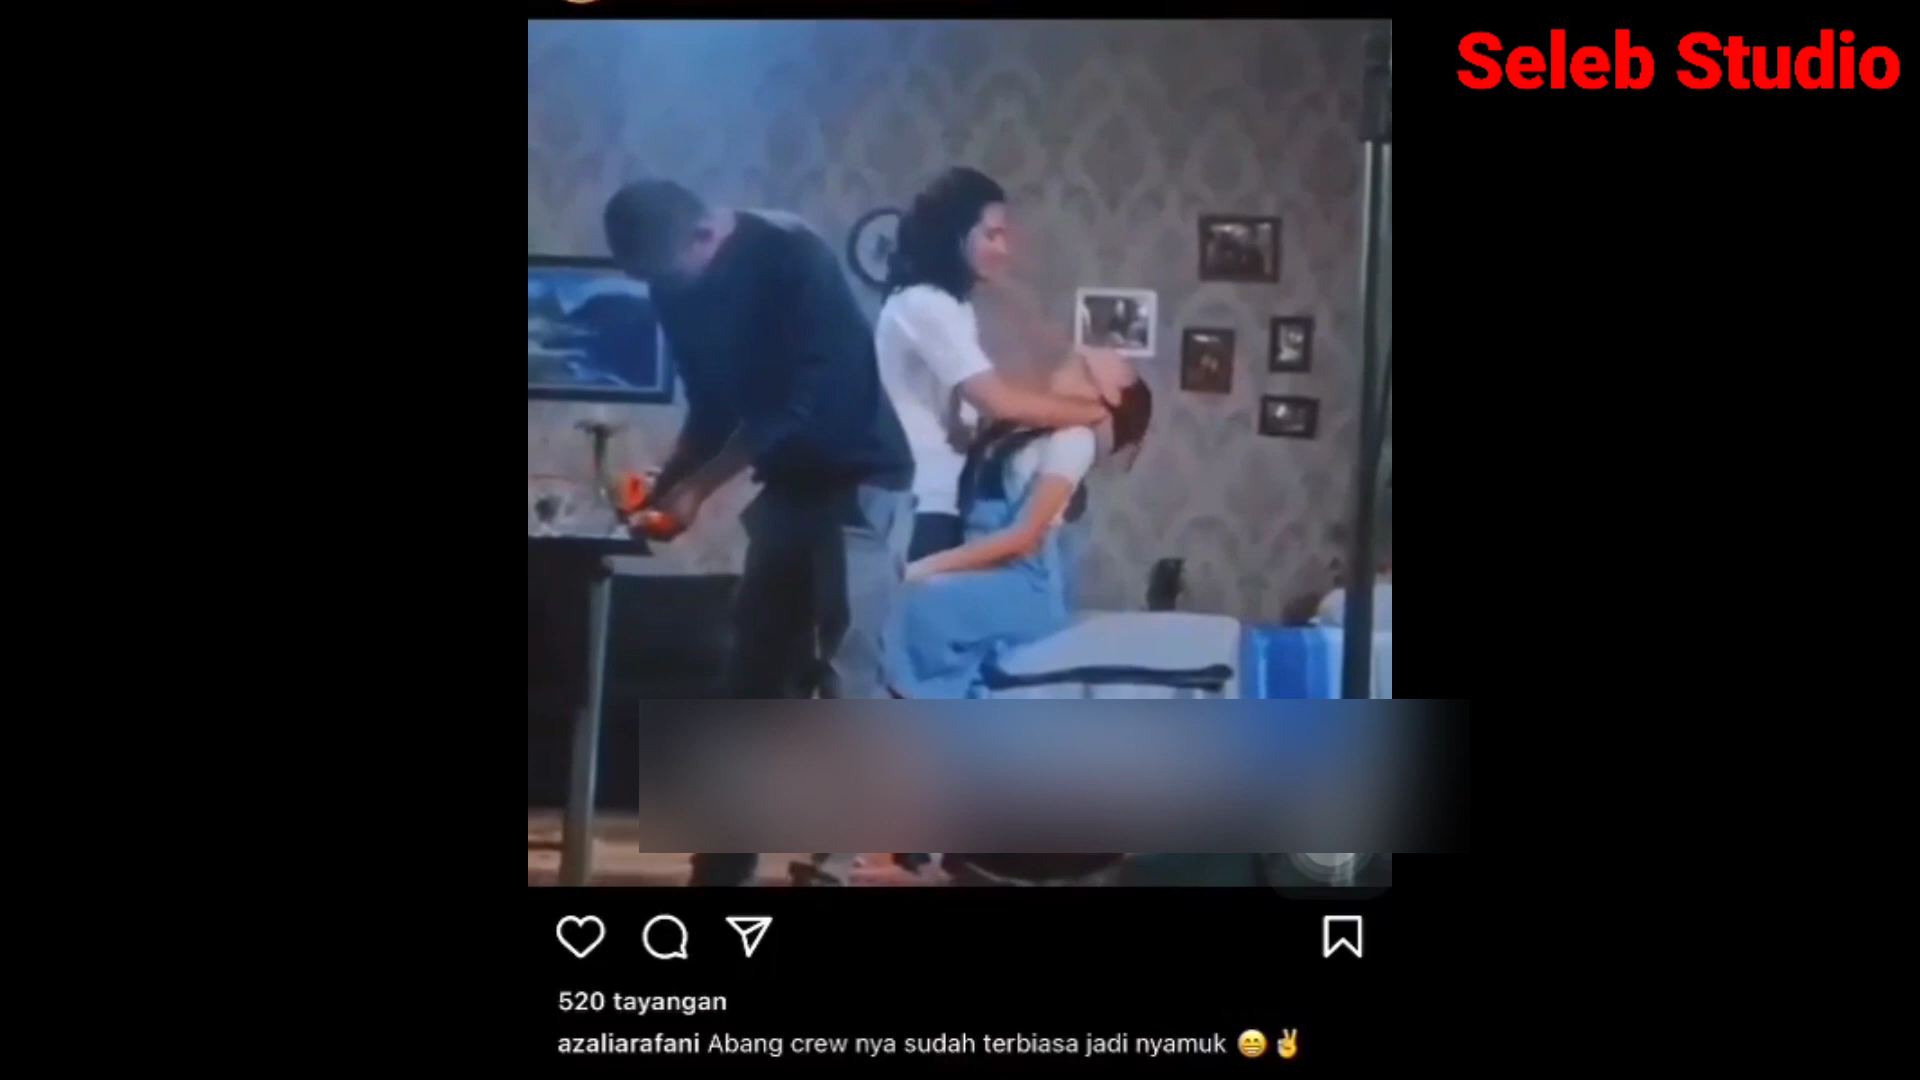 Seleb Studio
520 tayangan
azaliarafani Abang crew nya sudah terbiasa jadi nyamuk 😁✌